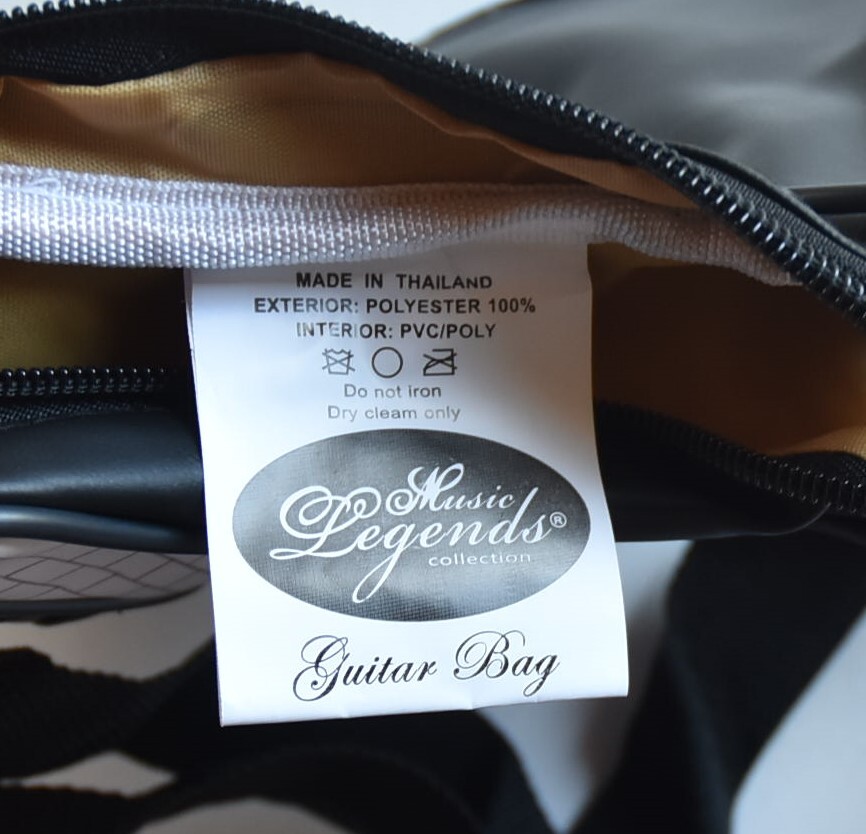 MADE IN THAILAND
EXTERIOR: POLYESTER 100%
INTERIOR: PVC/POLY
Do not iron
Dry cleam only
Music
Legends®
collection
Guitar Bag